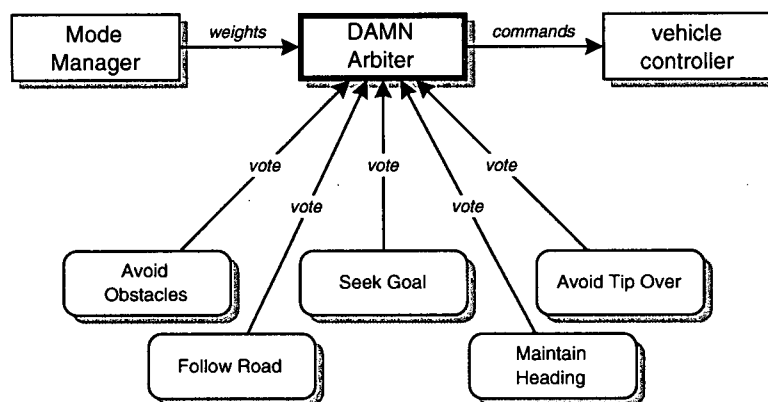 Mode
Manager
weights
DAMN
Arbiter
commands
vehicle
controller
vote
vote
vote
vote
vote
Avoid
Obstacles
Seek Goal
Avoid Tip Over
Follow Road
Maintain
Heading